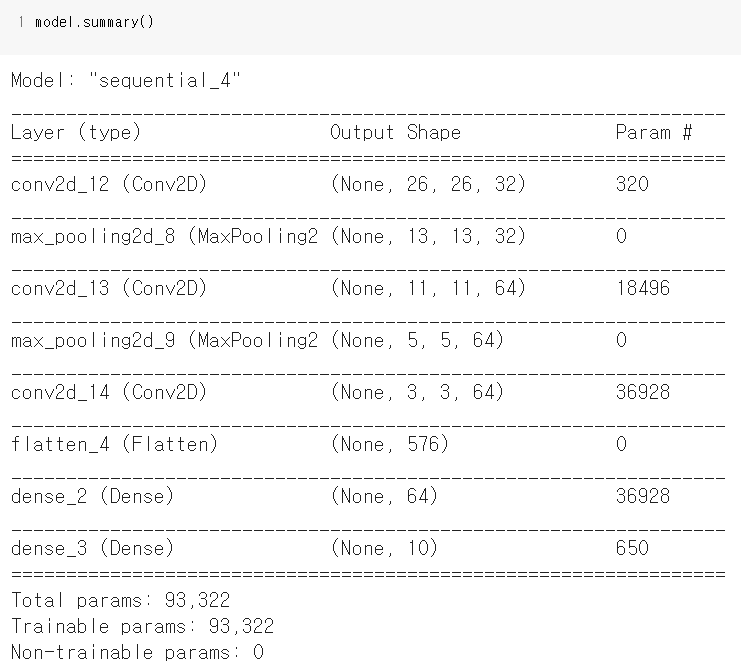 1 model.summary()
Model: "sequential_4"
_________________________________________________________________
Layer (type)                 Output Shape              Param #
=================================================================
conv2d_12 (Conv2D)           (None, 26, 26, 32)        320
_________________________________________________________________
max_pooling2d_8 (MaxPooling2 (None, 13, 13, 32)        0
_________________________________________________________________
conv2d_13 (Conv2D)           (None, 11, 11, 64)        18496
_________________________________________________________________
max_pooling2d_9 (MaxPooling2 (None, 5, 5, 64)          0
_________________________________________________________________
conv2d_14 (Conv2D)           (None, 3, 3, 64)          36928
_________________________________________________________________
flatten_4 (Flatten)          (None, 576)               0
_________________________________________________________________
dense_2 (Dense)              (None, 64)                36928
_________________________________________________________________
dense_3 (Dense)              (None, 10)                650
=================================================================
Total params: 93,322
Trainable params: 93,322
Non-trainable params: 0